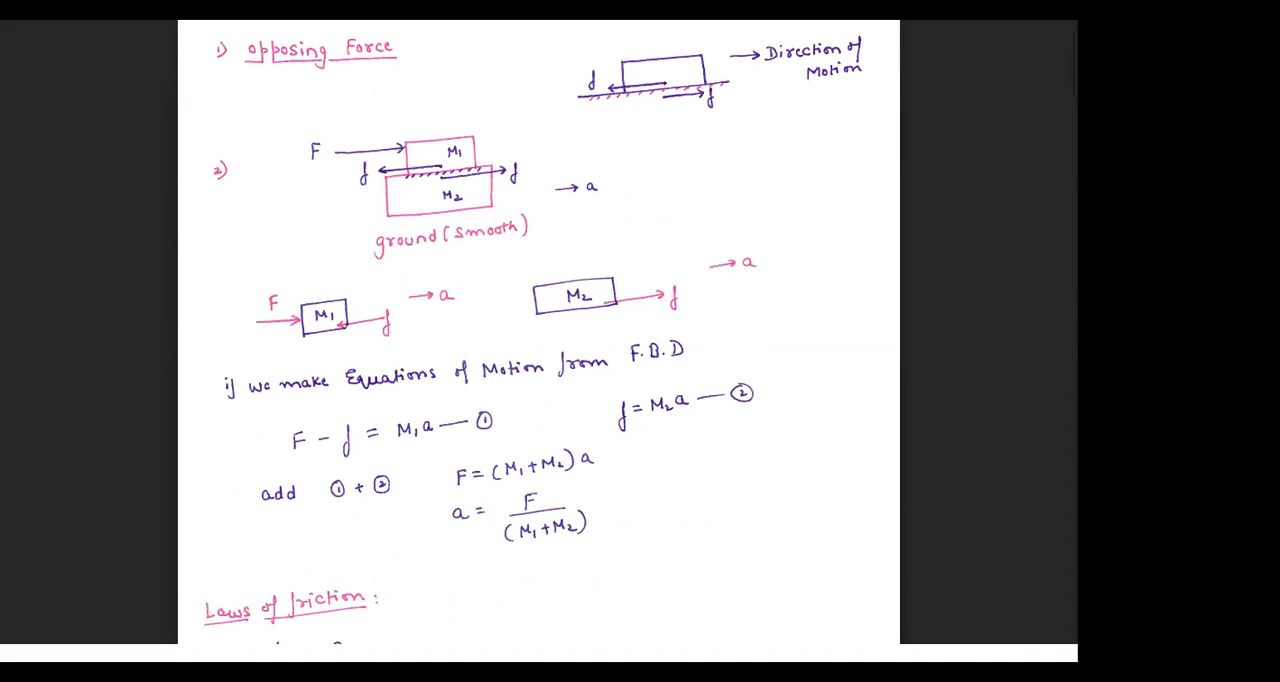 1) Opposing Force
→ Direction of
Motion
f
f
2)
F
M1
f
f
M2
→ a
ground (smooth)
→ a
F
→ a
M1
f
M2
f
if we make Equations of Motion from F.B.D
F - f = M1a — ①
f = M2a — ②
add ① + ②
F = (M1+M2) a
a = F / (M1+M2)
Laws of friction :